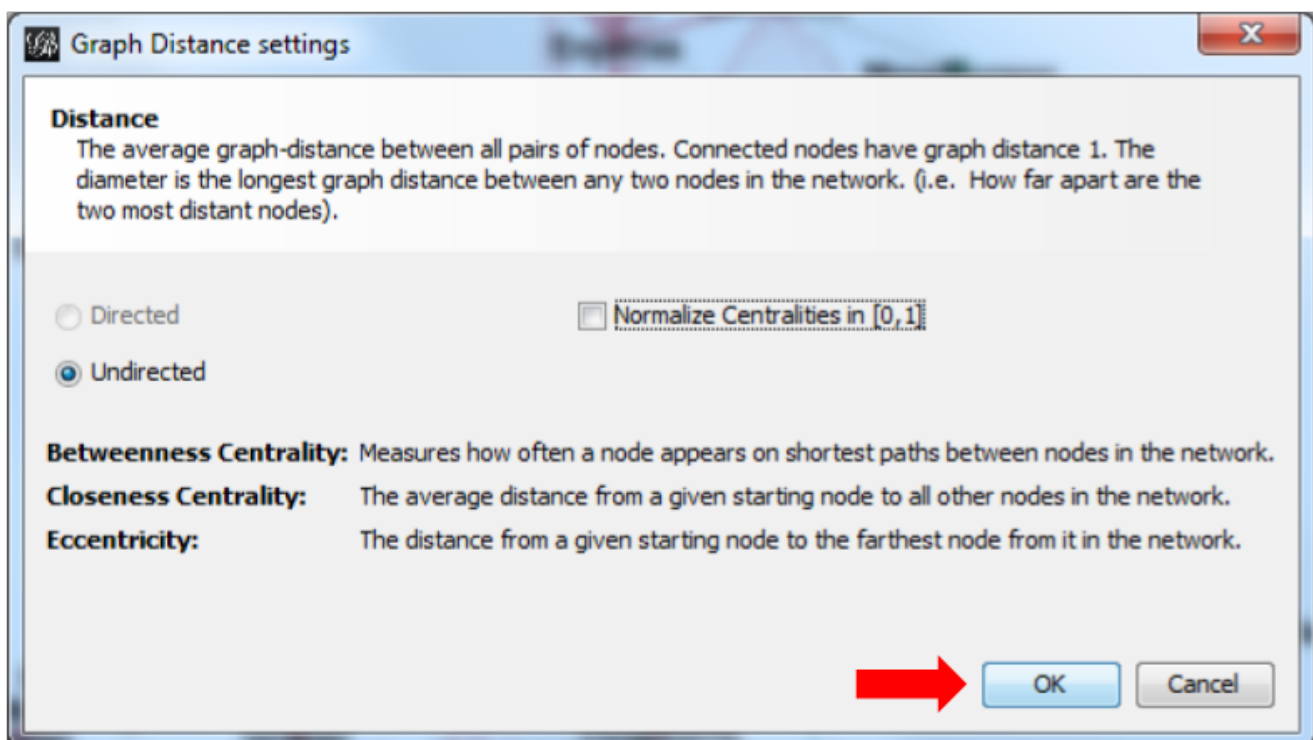 Graph Distance settings
Distance
The average graph-distance between all pairs of nodes. Connected nodes have graph distance 1. The
diameter is the longest graph distance between any two nodes in the network. (i.e. How far apart are the
two most distant nodes).
Directed
Normalize Centralities in [0,1]
Undirected
Betweenness Centrality: Measures how often a node appears on shortest paths between nodes in the network.
Closeness Centrality: The average distance from a given starting node to all other nodes in the network.
Eccentricity: The distance from a given starting node to the farthest node from it in the network.
OK Cancel